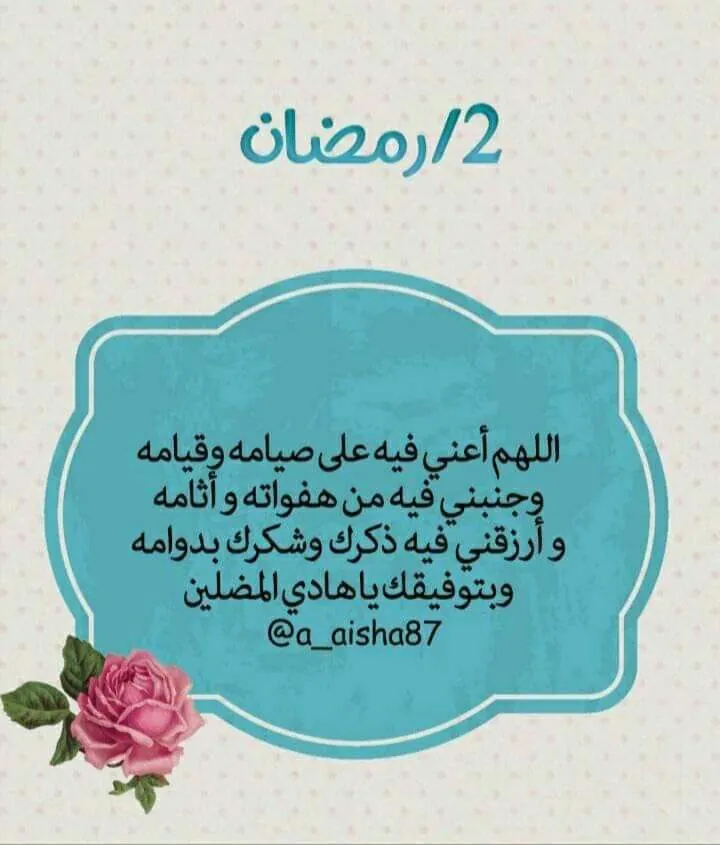 2/رمضان
اللهم أعني فيه على صيامه وقيامه
وجنبني فيه من هفواته و أثامه
و أرزقني فيه ذكرك وشكرك بدوامه
وبتوفيقك ياهادي المضلين
@a_aisha87